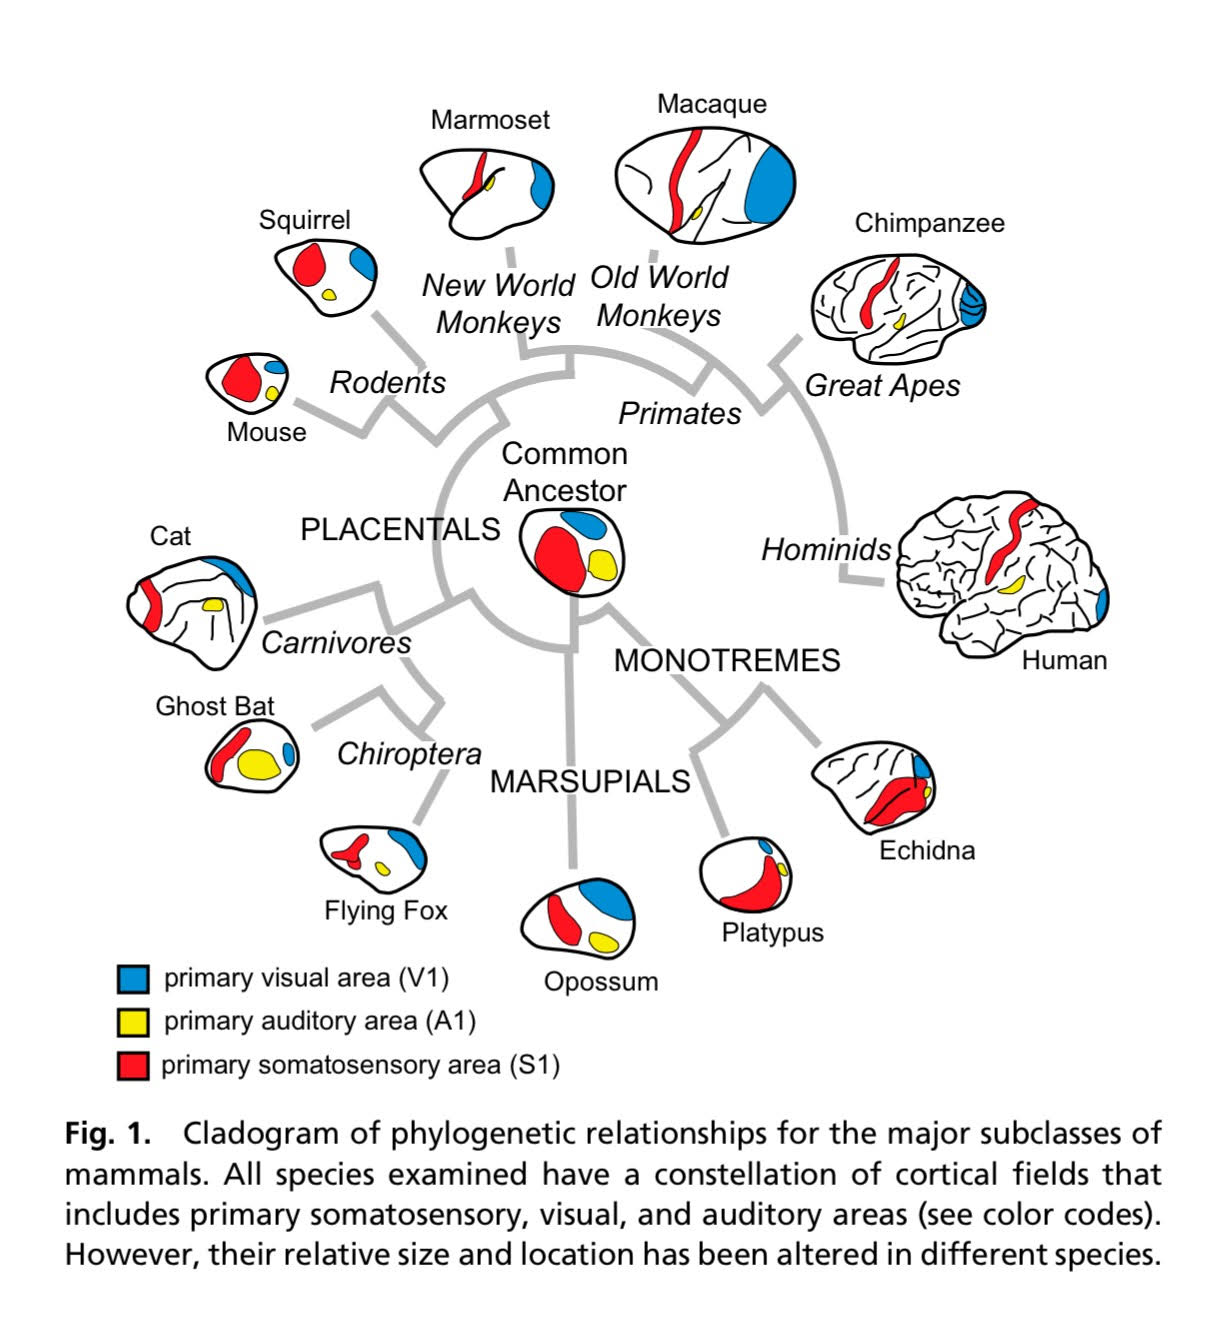 Macaque
Marmoset
Squirrel
Chimpanzee
New World
Monkeys
Old World
Monkeys
Rodents
Great Apes
Primates
Mouse
Common
Ancestor
PLACENTALS
Cat
Hominids
Carnivores
MONOTREMES
Human
Ghost Bat
Chiroptera
MARSUPIALS
Echidna
Flying Fox
Platypus
Opossum
primary visual area (V1)
primary auditory area (A1)
primary somatosensory area (S1)
Fig. 1. Cladogram of phylogenetic relationships for the major subclasses of
mammals. All species examined have a constellation of cortical fields that
includes primary somatosensory, visual, and auditory areas (see color codes).
However, their relative size and location has been altered in different species.